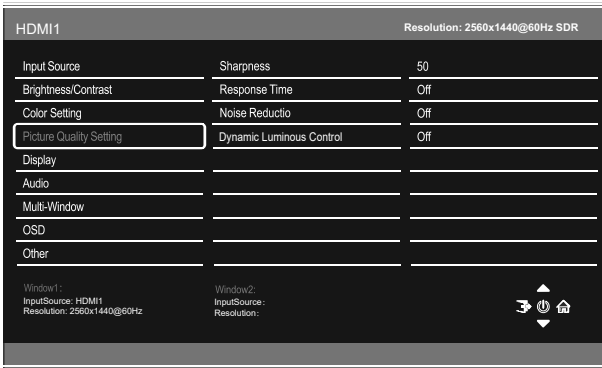 HDMI1 Resolution: 2560x1440@60Hz SDR
Input Source Sharpness 50
Brightness/Contrast Response Time Off
Color Setting Noise Reductio Off
Picture Quality Setting Dynamic Luminous Control Off
Display
Audio
Multi-Window
OSD
Other
Window1: Window2:
InputSource: HDMI1 InputSource:
Resolution: 2560x1440@60Hz Resolution: